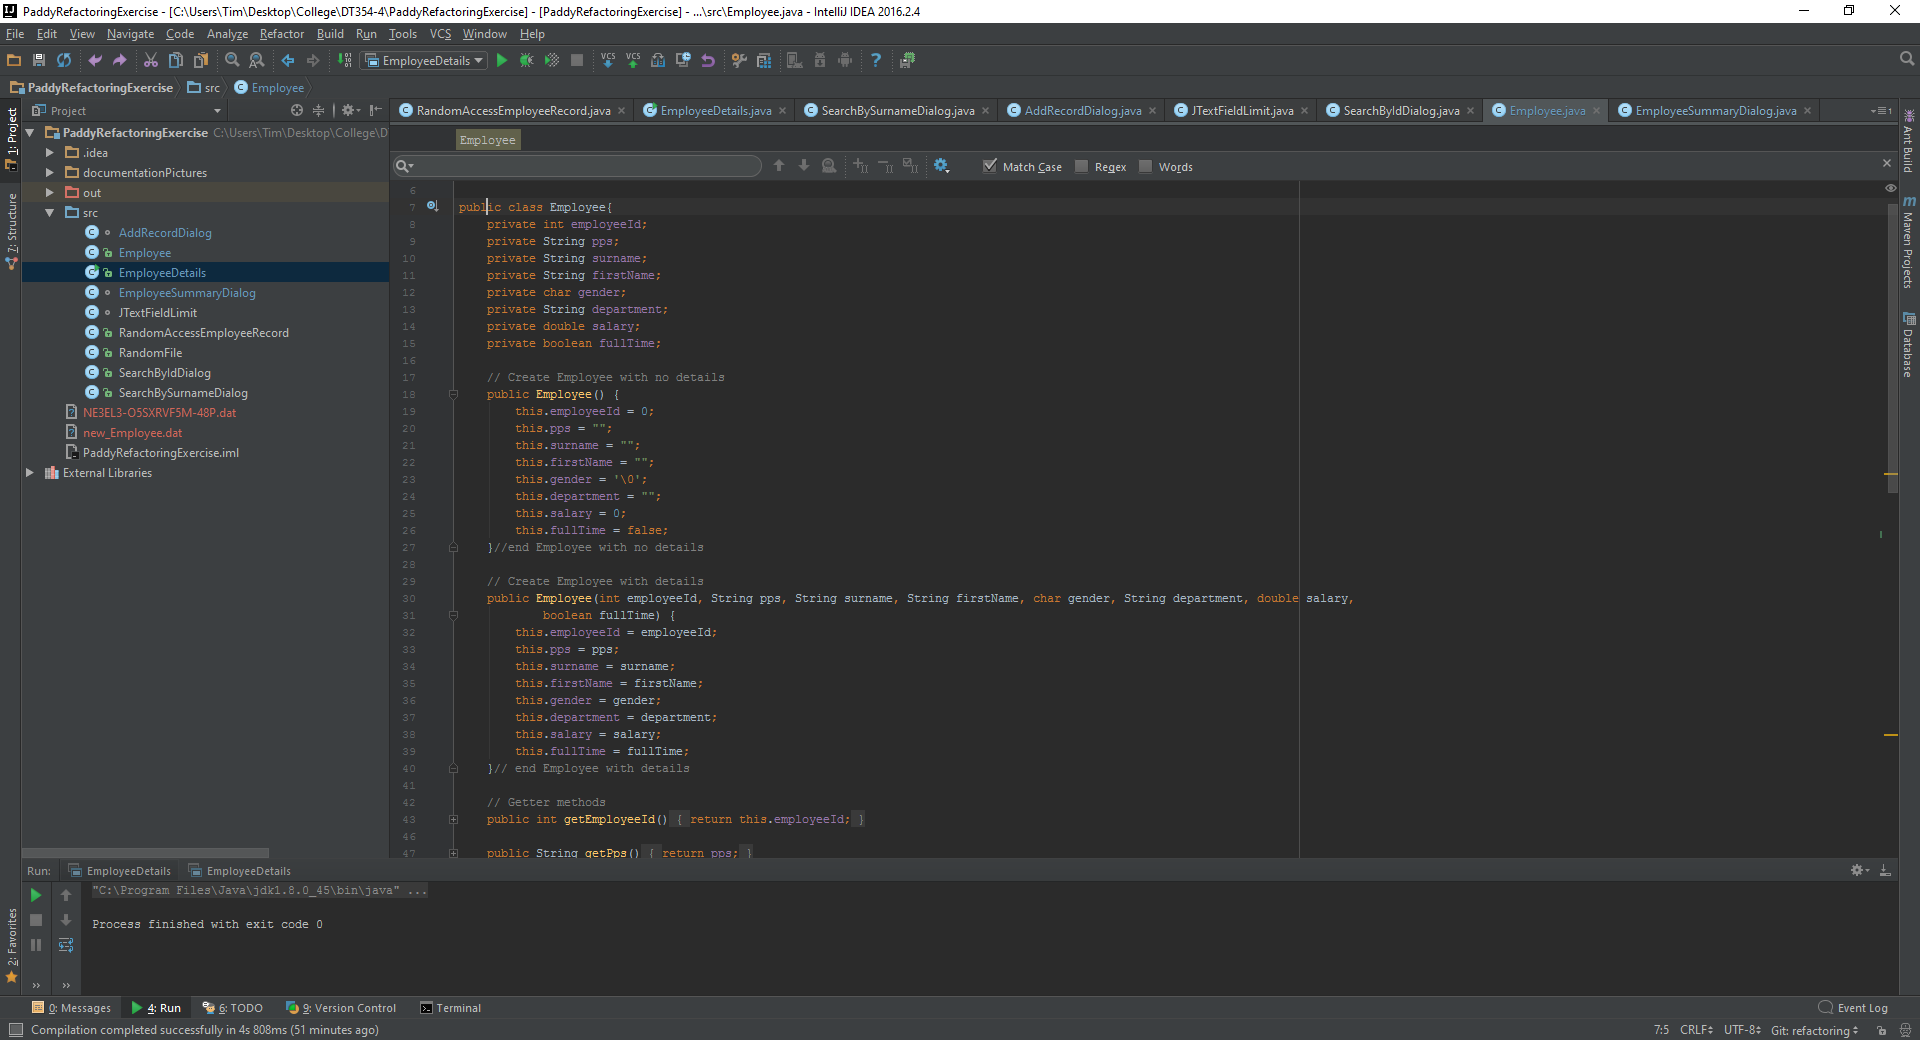 PaddyRefactoringExercise - [C:\Users\Tim\Desktop\College\DT354-4\PaddyRefactoringExercise] - [PaddyRefactoringExercise] - ...\src\Employee.java - IntelliJ IDEA 2016.2.4
File Edit View Navigate Code Analyze Refactor Build Run Tools VCS Window Help
EmployeeDetails
VCS VCS
PaddyRefactoringExercise src Employee
Project
RandomAccessEmployeeRecord.java EmployeeDetails.java SearchBySurnameDialog.java AddRecordDialog.java JTextFieldLimit.java SearchByIdDialog.java Employee.java EmployeeSummaryDialog.java
1: Project
7: Structure
2: Favorites
PaddyRefactoringExercise C:\Users\Tim\Desktop\College\D
.idea
documentationPictures
out
src
AddRecordDialog
Employee
EmployeeDetails
EmployeeSummaryDialog
JTextFieldLimit
RandomAccessEmployeeRecord
RandomFile
SearchByIdDialog
SearchBySurnameDialog
NE3EL3-O5SXRVF5M-48P.dat
new_Employee.dat
PaddyRefactoringExercise.iml
External Libraries
Employee
Match Case Regex Words
6
7 public class Employee{
8 private int employeeId;
9 private String pps;
10 private String surname;
11 private String firstName;
12 private char gender;
13 private String department;
14 private double salary;
15 private boolean fullTime;
16
17 // Create Employee with no details
18 public Employee() {
19 this.employeeId = 0;
20 this.pps = "";
21 this.surname = "";
22 this.firstName = "";
23 this.gender = '\0';
24 this.department = "";
25 this.salary = 0;
26 this.fullTime = false;
27 }//end Employee with no details
28
29 // Create Employee with details
30 public Employee(int employeeId, String pps, String surname, String firstName, char gender, String department, double salary,
31 boolean fullTime) {
32 this.employeeId = employeeId;
33 this.pps = pps;
34 this.surname = surname;
35 this.firstName = firstName;
36 this.gender = gender;
37 this.department = department;
38 this.salary = salary;
39 this.fullTime = fullTime;
40 }// end Employee with details
41
42 // Getter methods
43 public int getEmployeeId() { return this.employeeId; }
46
47 public String getPps() { return pps; }
Ant Build
Maven Projects
Database
Run: EmployeeDetails EmployeeDetails
"C:\Program Files\Java\jdk1.8.0_45\bin\java" ...
Process finished with exit code 0
0: Messages 4: Run 6: TODO 9: Version Control Terminal Event Log
Compilation completed successfully in 4s 808ms (51 minutes ago) 7:5 CRLF UTF-8 Git: refactoring